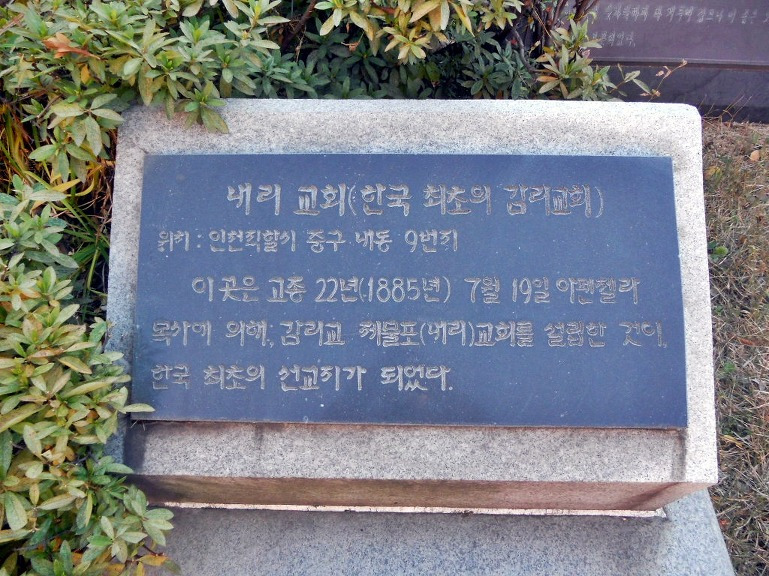 내리 교회(한국 최초의 감리교회)
위치 : 인천직할시 중구 내동 9번지
이 곳은 고종 22년(1885년) 7월 19일 아펜젤라
목사에 의해, 감리교 제물포(내리)교회를 설립한 것이,
한국 최초의 선교지가 되었다.